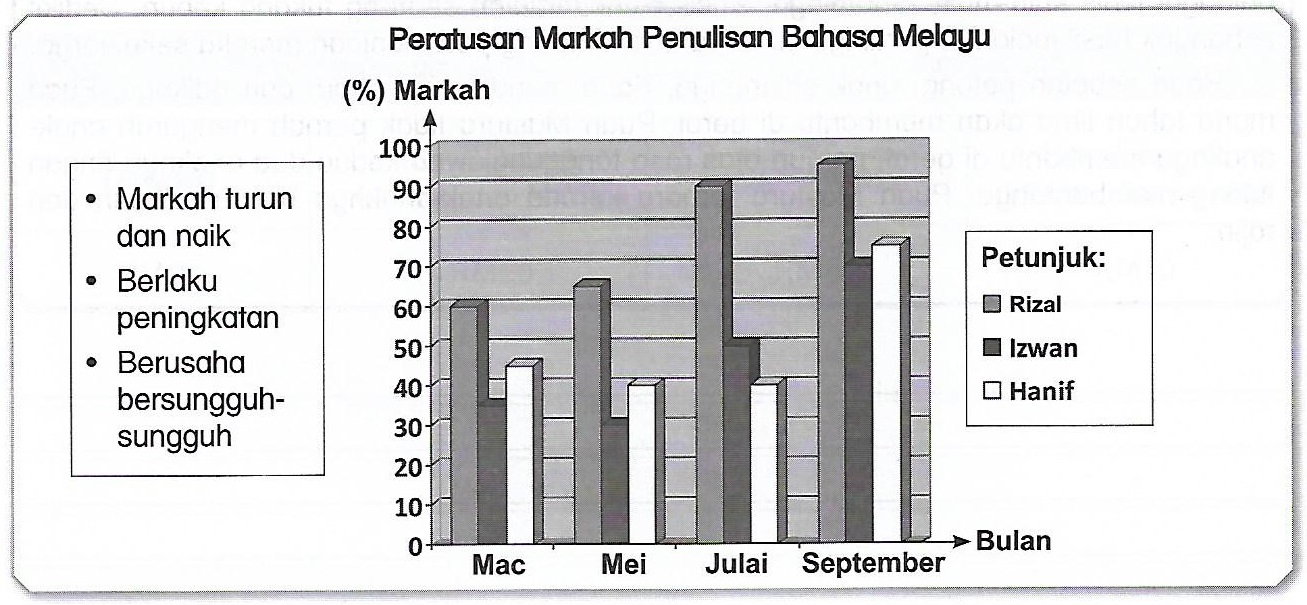 Peratusan Markah Penulisan Bahasa Melayu
(%) Markah
• Markah turun
dan naik
• Berlaku
peningkatan
• Berusaha
bersungguh-
sungguh
100
90
80
70
60
50
40
30
20
10
0
Mac Mei Julai September
Bulan
Petunjuk:
Rizal
Izwan
Hanif